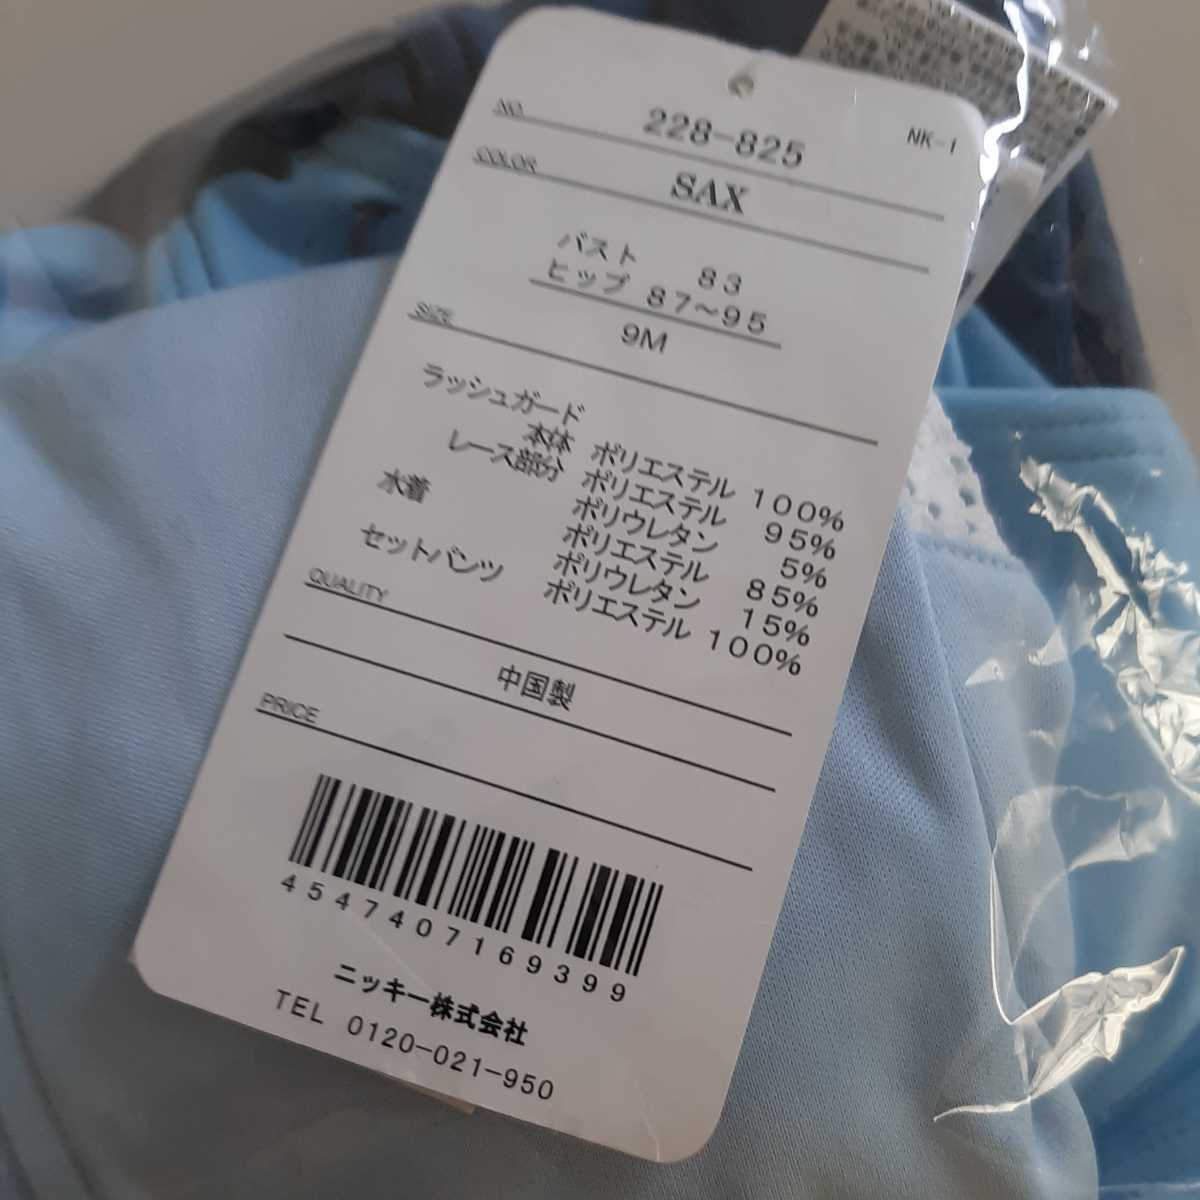 NK-1
NO. 228-825
COLOR SAX
バスト 83
ヒップ 87~95
SIZE 9M
ラッシュガード
本体 ポリエステル 100%
レース部分 ポリエステル 95%
ポリウレタン 5%
水着 ポリエステル 85%
ポリウレタン 15%
セットパンツ ポリエステル 100%
QUALITY
中国製
PRICE
4547407169399
ニッキー株式会社
TEL 0120-021-950